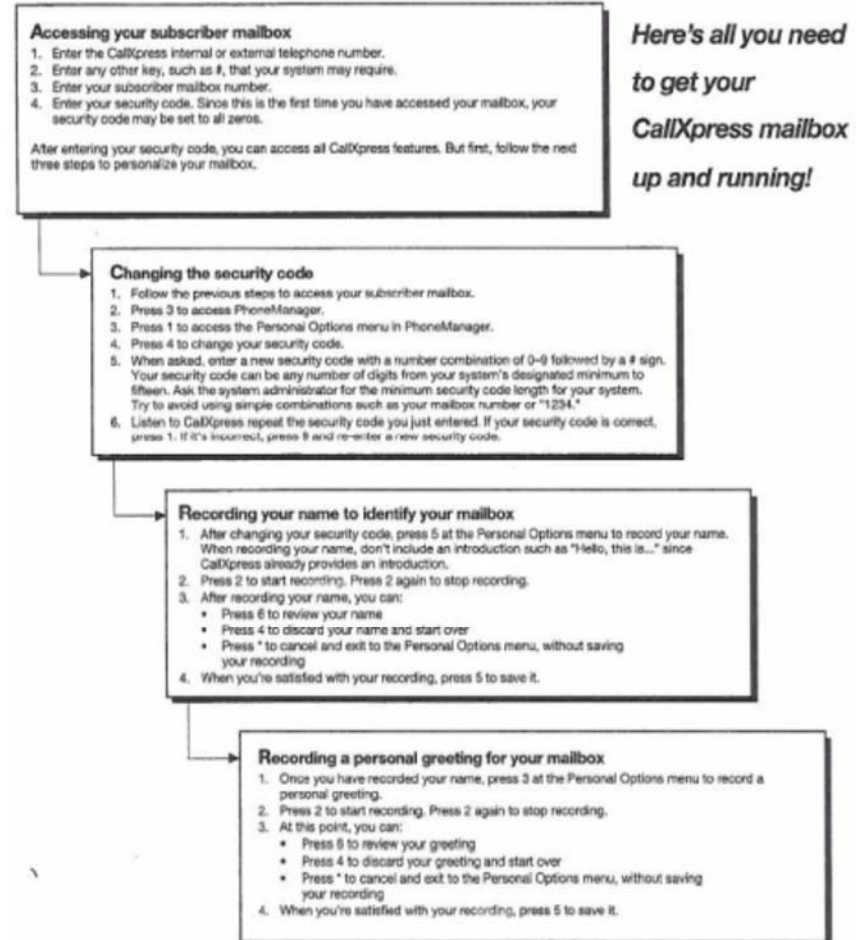 Accessing your subscriber mailbox
1. Enter the CallXpress internal or external telephone number.
2. Enter any other key, such as #, that your system may require.
3. Enter your subscriber mailbox number.
4. Enter your security code. Since this is the first time you have accessed your mailbox, your
security code may be set to all zeros.
After entering your security code, you can access all CallXpress features. But first, follow the next
three steps to personalize your mailbox.
Here's all you need
to get your
CallXpress mailbox
up and running!
Changing the security code
1. Follow the previous steps to access your subscriber mailbox.
2. Press 3 to access PhoneManager.
3. Press 1 to access the Personal Options menu in PhoneManager.
4. Press 4 to change your security code.
5. When asked, enter a new security code with a number combination of 0-9 followed by a # sign.
Your security code can be any number of digits from your system's designated minimum to
fifteen. Ask the system administrator for the minimum security code length for your system.
Try to avoid using simple combinations such as your mailbox number or "1234."
6. Listen to CallXpress repeat the security code you just entered. If your security code is correct,
press 1. If it's incorrect, press and re-enter a new security code.
Recording your name to identify your mailbox
1. After changing your security code, press 5 at the Personal Options menu to record your name.
When recording your name, don't include an introduction such as "Hello, this is..." since
CallXpress already provides an introduction.
2. Press 2 to start recording. Press 2 again to stop recording.
3. After recording your name, you can:
• Press 6 to review your name
• Press 4 to discard your name and start over
• Press * to cancel and exit to the Personal Options menu, without saving
your recording
4. When you're satisfied with your recording, press 5 to save it.
Recording a personal greeting for your mailbox
1. Once you have recorded your name, press 3 at the Personal Options menu to record a
personal greeting.
2. Press 2 to start recording. Press 2 again to stop recording.
3. At this point, you can:
• Press 6 to review your greeting
• Press 4 to discard your greeting and start over
• Press * to cancel and exit to the Personal Options menu, without saving
your recording
4. When you're satisfied with your recording, press 5 to save it.